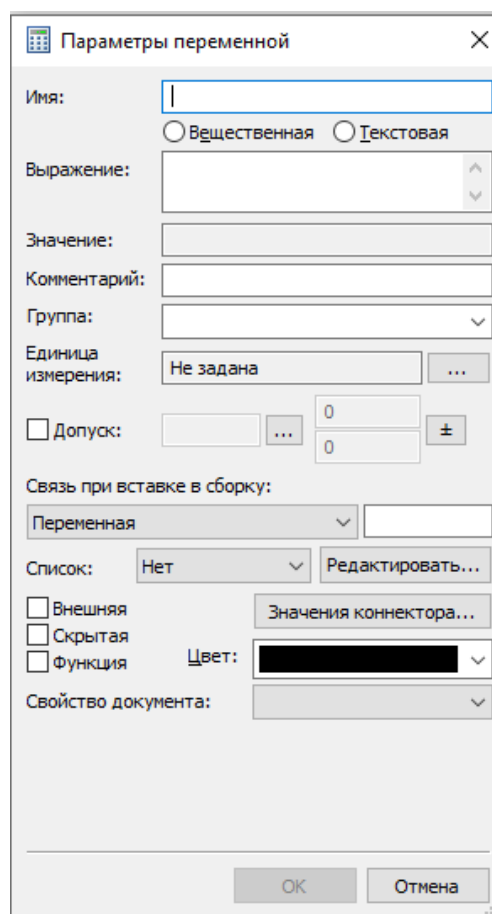 Параметры переменной
Имя:
Вещественная Текстовая
Выражение:
Значение:
Комментарий:
Группа:
Единица
измерения: Не задана ...
Допуск: ... 0 ±
0
Связь при вставке в сборку:
Переменная
Список: Нет Редактировать...
Внешняя Значения коннектора...
Скрытая
Функция Цвет:
Свойство документа:
OK Отмена